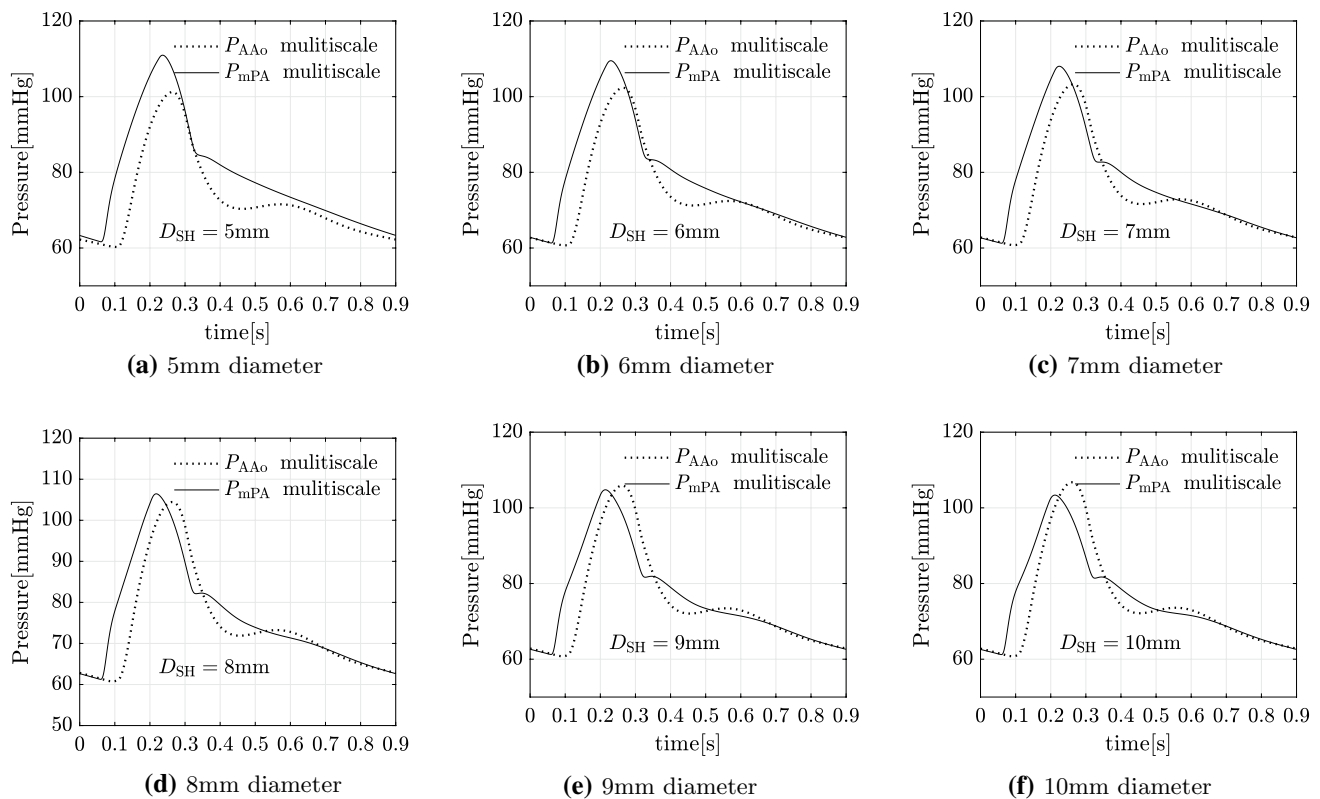 120
100
80
60
Pressure[mmHg]
P_AAo mulitiscale
P_mPA mulitiscale
D_SH = 5mm
0 0.1 0.2 0.3 0.4 0.5 0.6 0.7 0.8 0.9
time[s]
(a) 5mm diameter
120
100
80
60
Pressure[mmHg]
P_AAo mulitiscale
P_mPA mulitiscale
D_SH = 6mm
0 0.1 0.2 0.3 0.4 0.5 0.6 0.7 0.8 0.9
time[s]
(b) 6mm diameter
120
100
80
60
Pressure[mmHg]
P_AAo mulitiscale
P_mPA mulitiscale
D_SH = 7mm
0 0.1 0.2 0.3 0.4 0.5 0.6 0.7 0.8 0.9
time[s]
(c) 7mm diameter
120
110
100
90
80
70
60
50
Pressure[mmHg]
P_AAo mulitiscale
P_mPA mulitiscale
D_SH = 8mm
0 0.1 0.2 0.3 0.4 0.5 0.6 0.7 0.8 0.9
time[s]
(d) 8mm diameter
120
100
80
60
Pressure[mmHg]
P_AAo mulitiscale
P_mPA mulitiscale
D_SH = 9mm
0 0.1 0.2 0.3 0.4 0.5 0.6 0.7 0.8 0.9
time[s]
(e) 9mm diameter
120
100
80
60
Pressure[mmHg]
P_AAo mulitiscale
P_mPA mulitiscale
D_SH = 10mm
0 0.1 0.2 0.3 0.4 0.5 0.6 0.7 0.8 0.9
time[s]
(f) 10mm diameter